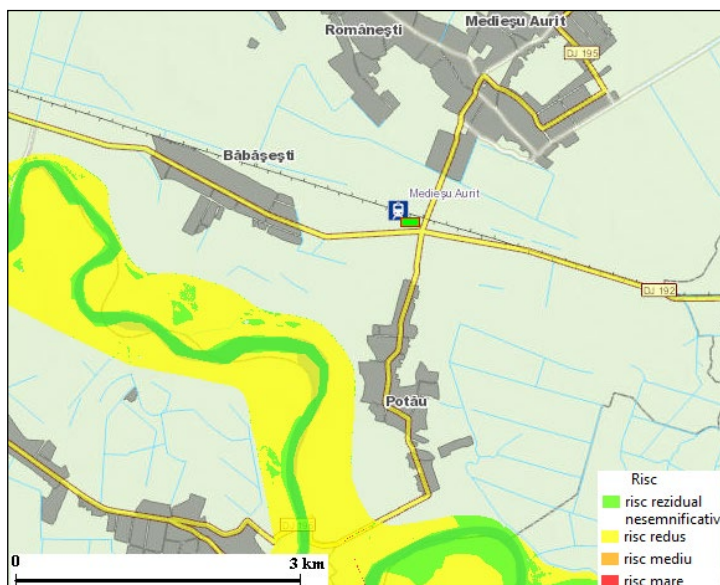 Românești
Medieșu Aurit
DJ 195
Băbășești
Medieșu Aurit
DJ 192
Potău
0
3 km
Risc
risc rezidual
nesemnificativ
risc redus
risc mediu
risc mare